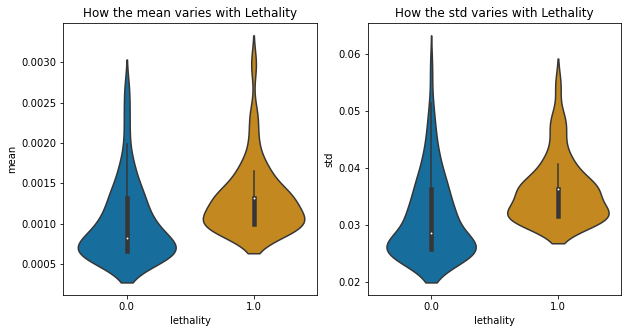 How the mean varies with Lethality
mean
0.0030
0.0025
0.0020
0.0015
0.0010
0.0005
0.0
1.0
lethality
How the std varies with Lethality
std
0.06
0.05
0.04
0.03
0.02
0.0
1.0
lethality